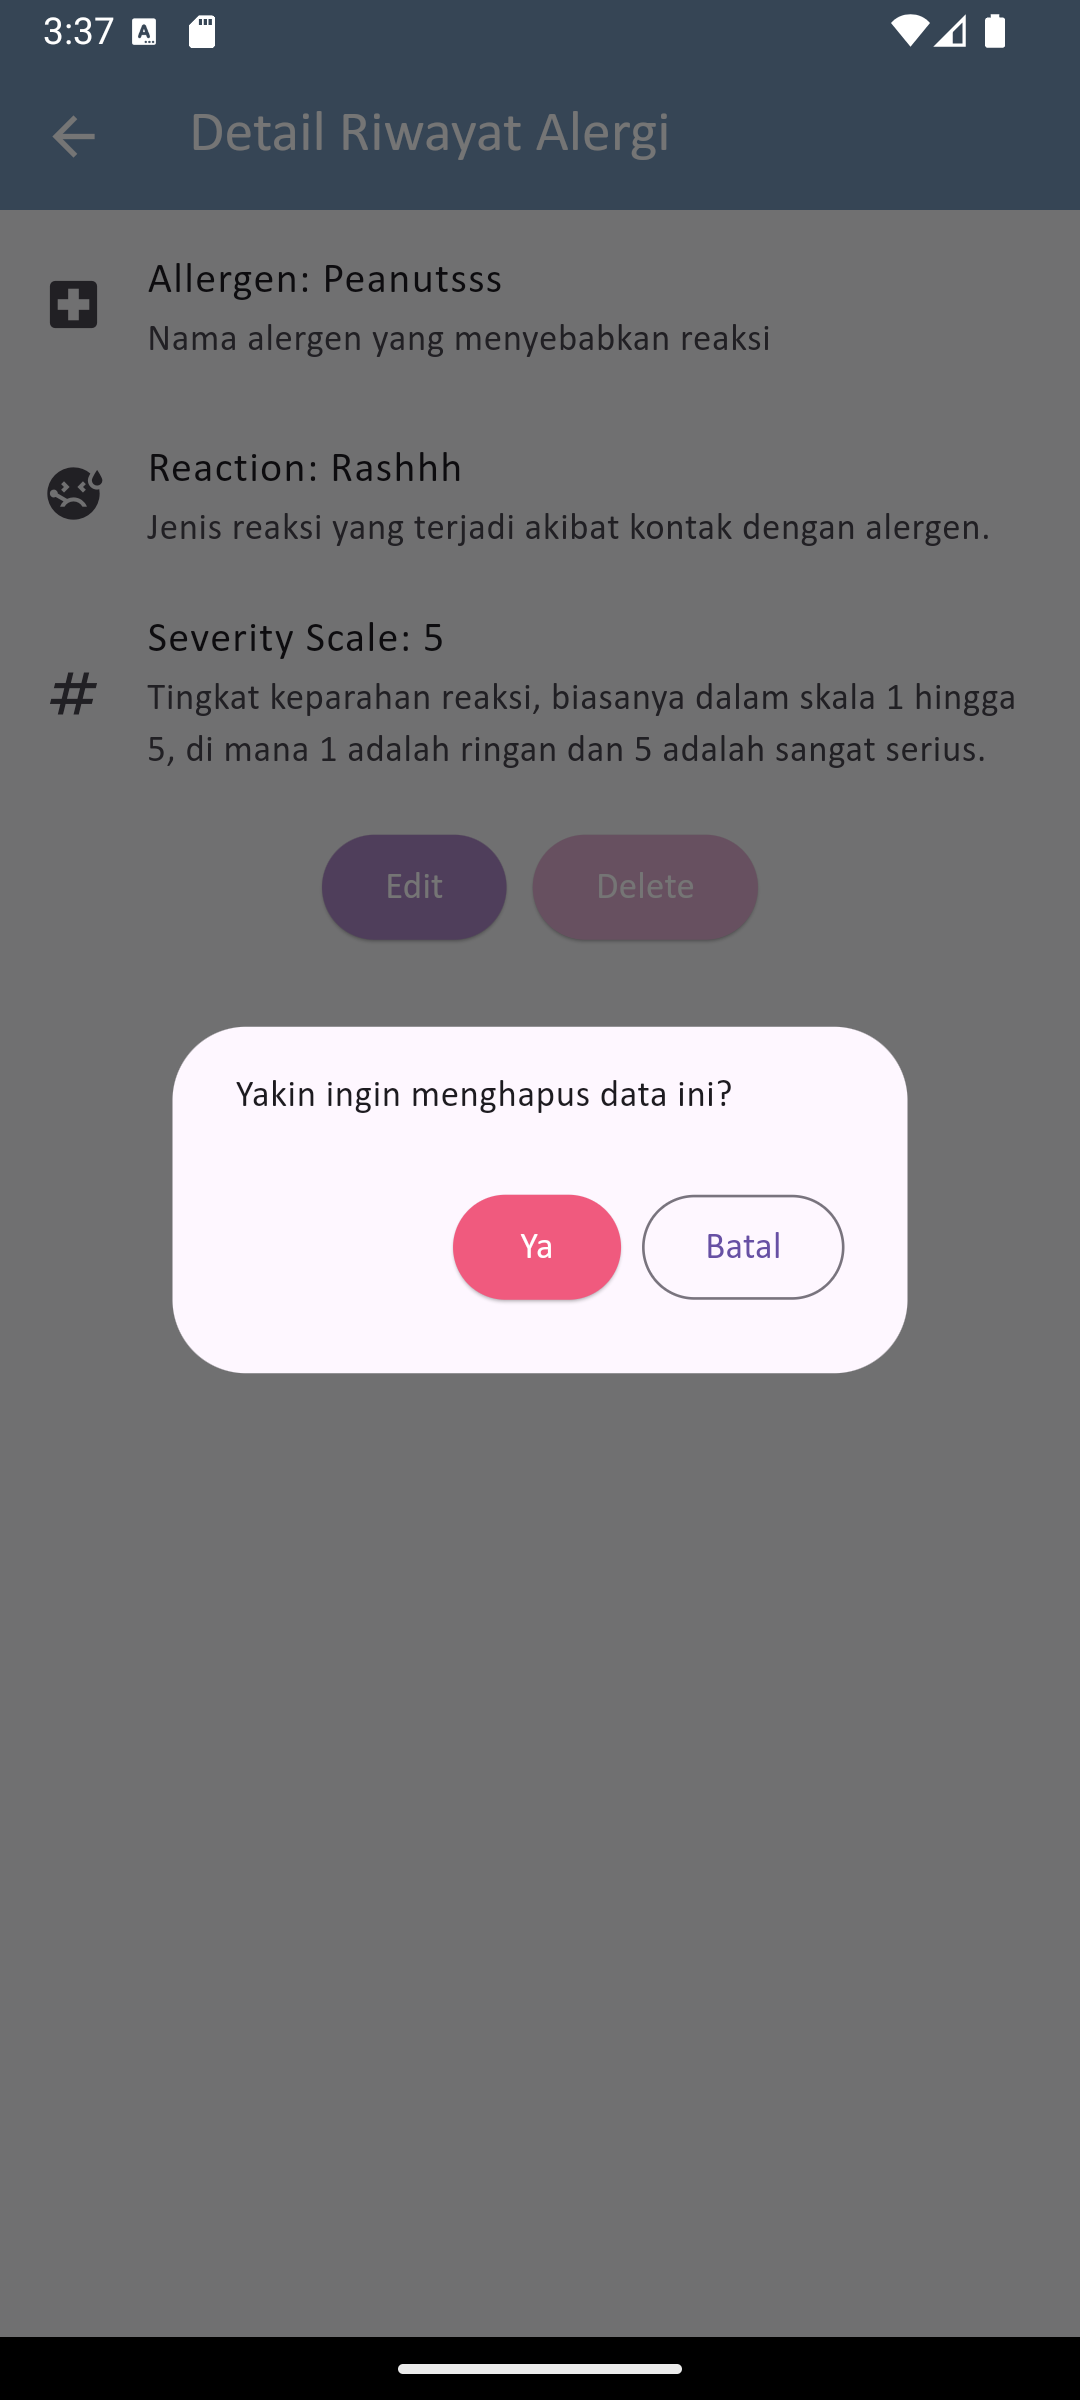 3:37
Detail Riwayat Alergi
Allergen: Peanutsss
Nama alergen yang menyebabkan reaksi
Reaction: Rashhh
Jenis reaksi yang terjadi akibat kontak dengan alergen.
Severity Scale: 5
Tingkat keparahan reaksi, biasanya dalam skala 1 hingga
5, di mana 1 adalah ringan dan 5 adalah sangat serius.
Edit
Delete
Yakin ingin menghapus data ini?
Ya
Batal